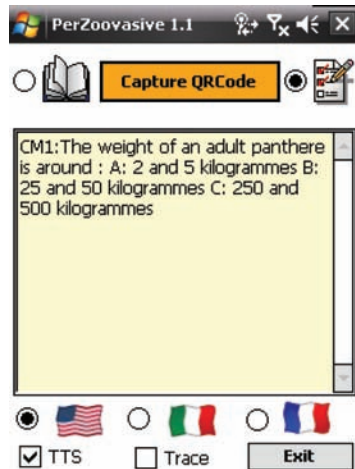 PerZoovasive 1.1
Capture QRCode
CM1:The weight of an adult panthere
is around : A: 2 and 5 kilogrammes B:
25 and 50 kilogrammes C: 250 and
500 kilogrammes
TTS
Trace
Exit